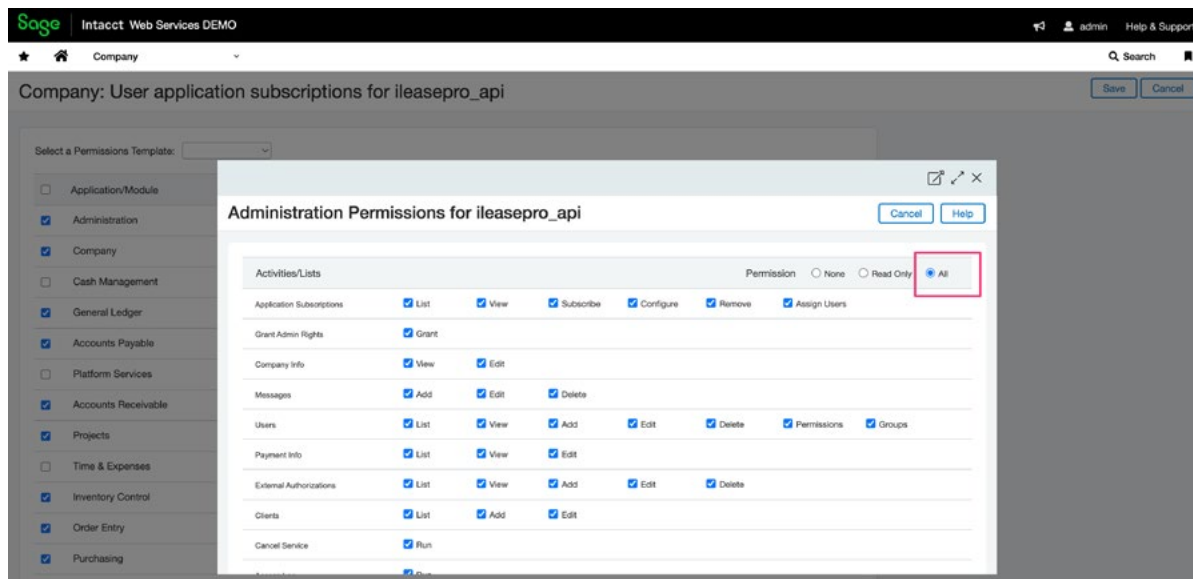 Sage Intacct Web Services DEMO admin Help & Support
Company Search
Company: User application subscriptions for ileasepro_api Save Cancel
Select a Permissions Template:
Application/Module
Administration
Company
Cash Management
General Ledger
Accounts Payable
Platform Services
Accounts Receivable
Projects
Time & Expenses
Inventory Control
Order Entry
Purchasing
Administration Permissions for ileasepro_api Cancel Help
Activities/Lists Permission None Read Only All
Application Subscriptions List View Subscribe Configure Remove Assign Users
Grant Admin Rights Grant
Company Info View Edit
Messages Add Edit Delete
Users List View Add Edit Delete Permissions Groups
Payment Info List View Edit
External Authorizations List View Add Edit Delete
Clients List Add Edit
Cancel Service Run